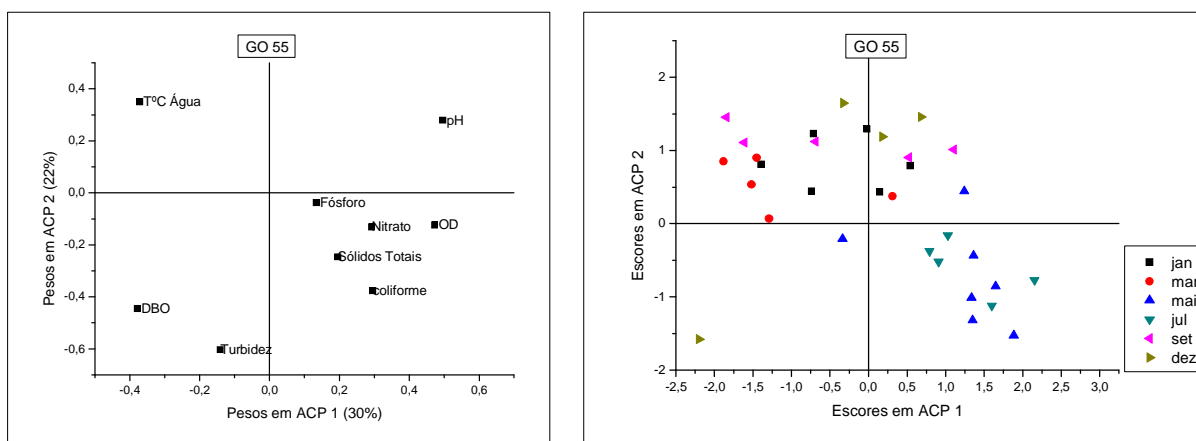 GO 55
0,4
0,2
0,0
-0,2
-0,4
-0,6
Pesos em ACP 2 (22%)
TºC Água
pH
Fósforo
Nitrato
OD
Sólidos Totais
coliforme
DBO
Turbidez
-0,4 -0,2 0,0 0,2 0,4 0,6
Pesos em ACP 1 (30%)
GO 55
2
1
0
-1
-2
Escores em ACP 2
-2,5 -2,0 -1,5 -1,0 -0,5 0,0 0,5 1,0 1,5 2,0 2,5 3,0
Escores em ACP 1
jan
mar
mai
jul
set
dez